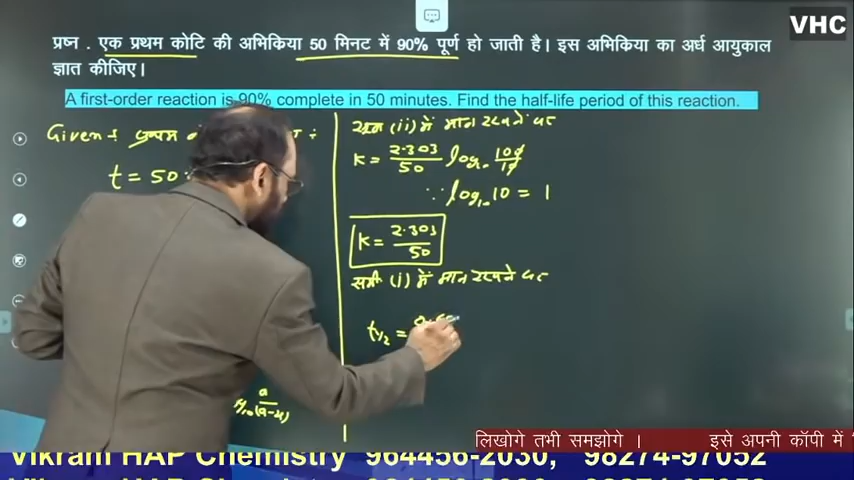 VHC
प्रश्न . एक प्रथम कोटि की अभिकिया 50 मिनट में 90% पूर्ण हो जाती है। इस अभिकिया का अर्ध आयुकाल
ज्ञात कीजिए।
A first-order reaction is 90% complete in 50 minutes. Find the half-life period of this reaction.
Given :
t = 50
(ii) में मान रखने पर
K = 2.303/50 log₁₀ 100/10
∵ log₁₀ 10 = 1
K = 2.303/50
समी (i) में मान रखने पर
t½ =
a/(a-x)
लिखोगे तभी समझोगे । इसे अपनी कॉपी में
Vikram HAP Chemistry 964456-2030, 98274-97052